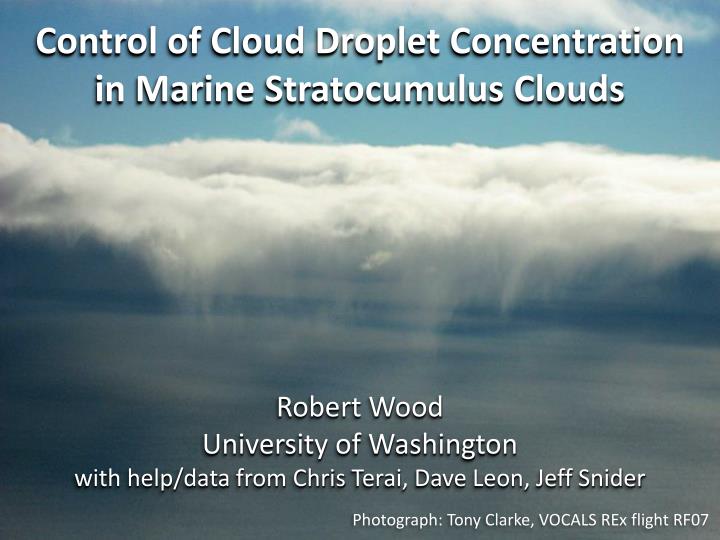 Control of Cloud Droplet Concentration
in Marine Stratocumulus Clouds
Robert Wood
University of Washington
with help/data from Chris Terai, Dave Leon, Jeff Snider
Photograph: Tony Clarke, VOCALS REx flight RF07